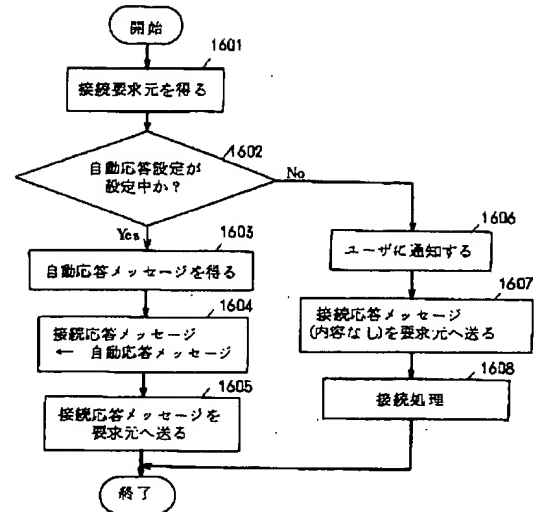 開始
1601
接続要求元を得る
1602
自動応答設定が
設定中か？
No
Yes
1603
自動応答メッセージを得る
1604
接続応答メッセージ
← 自動応答メッセージ
1605
接続応答メッセージを
要求元へ送る
1606
ユーザに通知する
1607
接続応答メッセージ
(内容なし)を要求元へ送る
1608
接続処理
終了